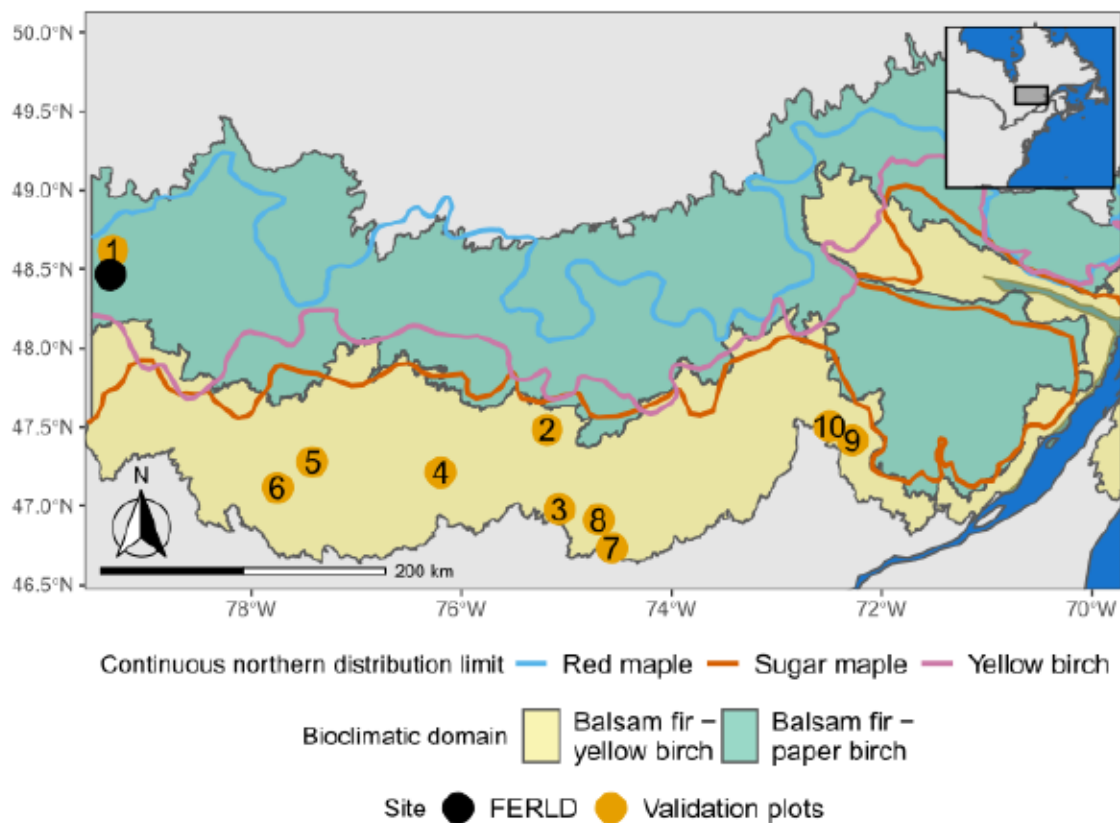 50.0°N
49.5°N
49.0°N
48.5°N
48.0°N
47.5°N
47.0°N
46.5°N
1
2
10
9
5
4
6
3
8
7
N
200 km
78°W 76°W 74°W 72°W 70°W
Continuous northern distribution limit Red maple Sugar maple Yellow birch
Bioclimatic domain Balsam fir – yellow birch Balsam fir – paper birch
Site FERLD Validation plots